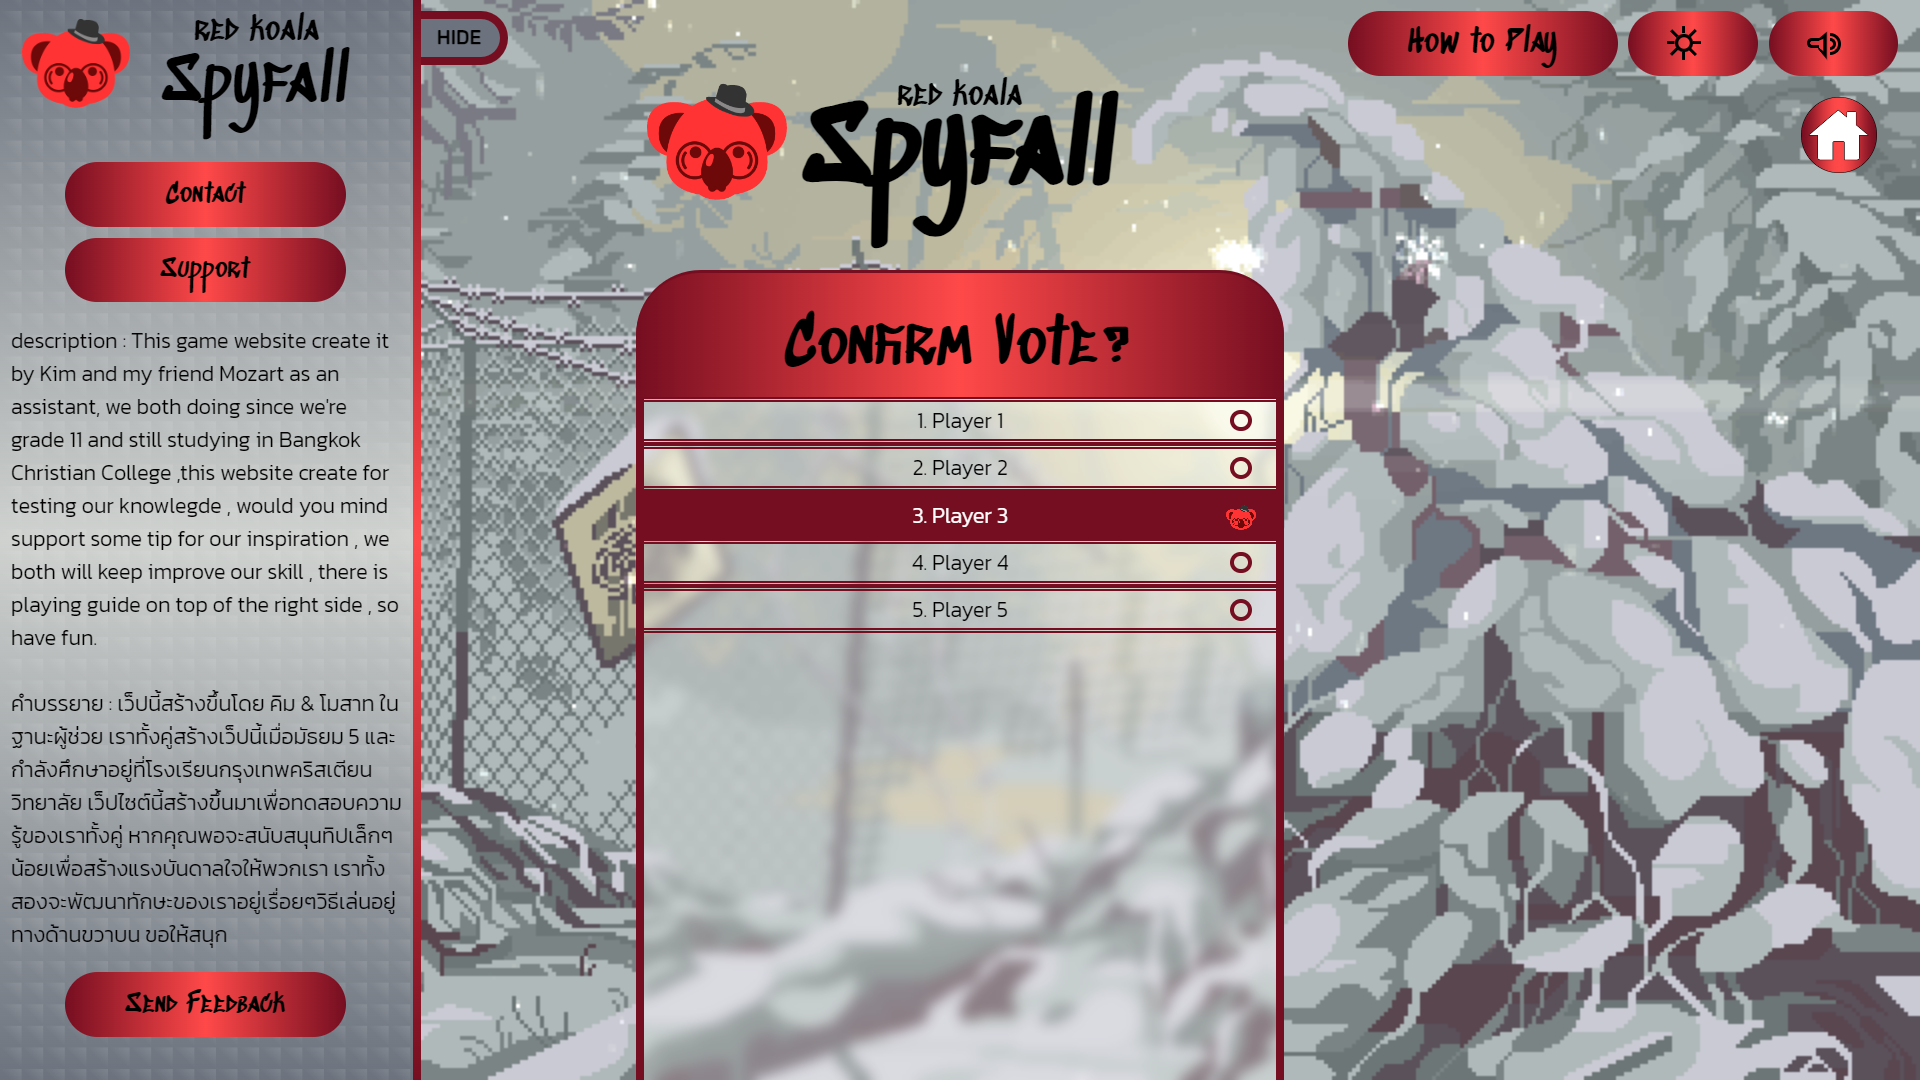 RED KOALA
Spyfall
Contact
Support
description : This game website create it
by Kim and my friend Mozart as an
assistant, we both doing since we're
grade 11 and still studying in Bangkok
Christian College ,this website create for
testing our knowlegde , would you mind
support some tip for our inspiration , we
both will keep improve our skill , there is
playing guide on top of the right side , so
have fun.
คำบรรยาย : เว็ปนี้สร้างขึ้นโดย คิม & โมสาท ใน
ฐานะผู้ช่วย เราทั้งคู่สร้างเว็ปนี้เมื่อมัธยม 5 และ
กำลังศึกษาอยู่ที่โรงเรียนกรุงเทพคริสเตียน
วิทยาลัย เว็ปไซต์นี้สร้างขึ้นมาเพื่อทดสอบความ
รู้ของเราทั้งคู่ หากคุณพอจะสนับสนุนทิปเล็กๆ
น้อยเพื่อสร้างแรงบันดาลใจให้พวกเรา เราทั้ง
สองจะพัฒนาทักษะของเราอยู่เรื่อยๆวิธีเล่นอยู่
ทางด้านขวาบน ขอให้สนุก
Send Feedback
HIDE
How to Play
RED KOALA
Spyfall
Confirm Vote?
1. Player 1
2. Player 2
3. Player 3
4. Player 4
5. Player 5